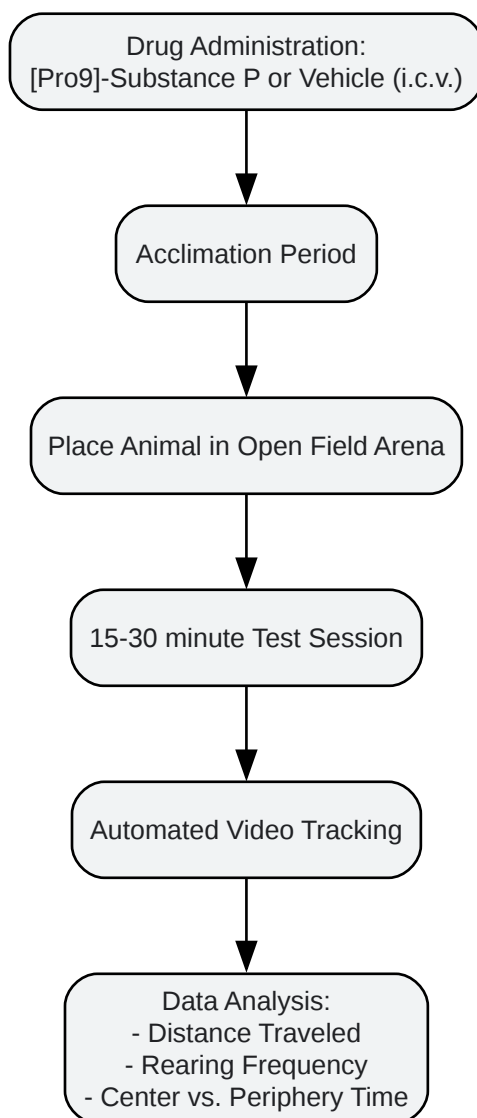 Drug Administration:
[Pro9]-Substance P or Vehicle (i.c.v.)
Acclimation Period
Place Animal in Open Field Arena
15-30 minute Test Session
Automated Video Tracking
Data Analysis:
- Distance Traveled
- Rearing Frequency
- Center vs. Periphery Time